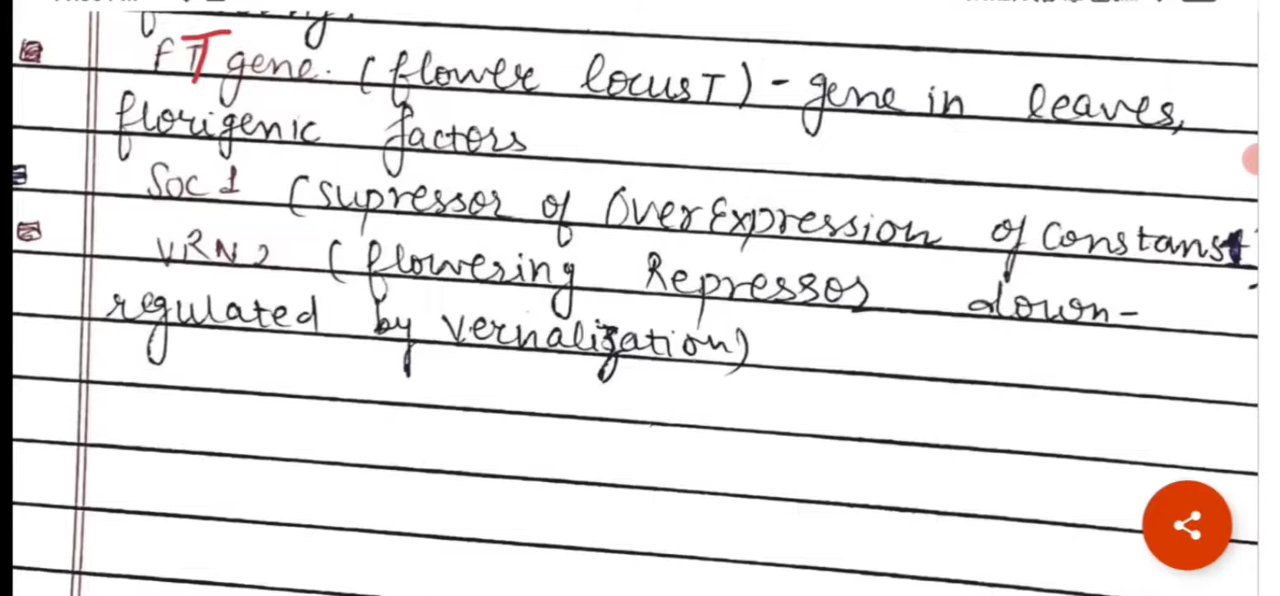 FT gene. (flower locus T) - gene in leaves,
florigenic factors
SOC 1 (supressor of OverExpression of Constans1
VRN2 (flowering Repressor down-
regulated by Vernalization)